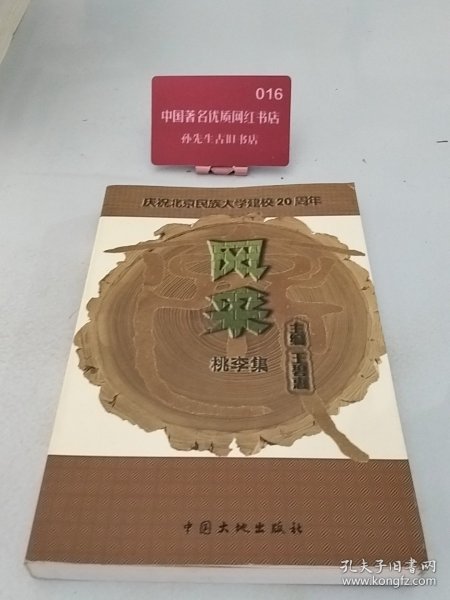 016
中国著名优质网红书店
孙先生古旧书店
庆祝北京民族大学建校20周年
风采
桃李集
主编
中国大地出版社
孔夫子旧书网
www.kongfz.com